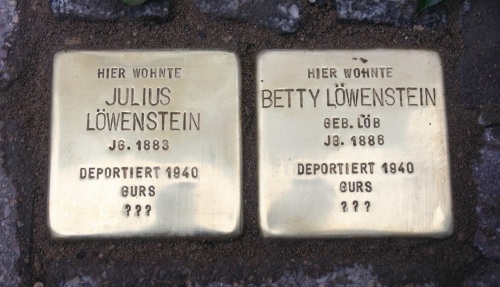 HIER WOHNTE
JULIUS
LÖWENSTEIN
JG. 1883
DEPORTIERT 1940
GURS
???
HIER WOHNTE
BETTY LÖWENSTEIN
GEB. LÖB
JG. 1886
DEPORTIERT 1940
GURS
???